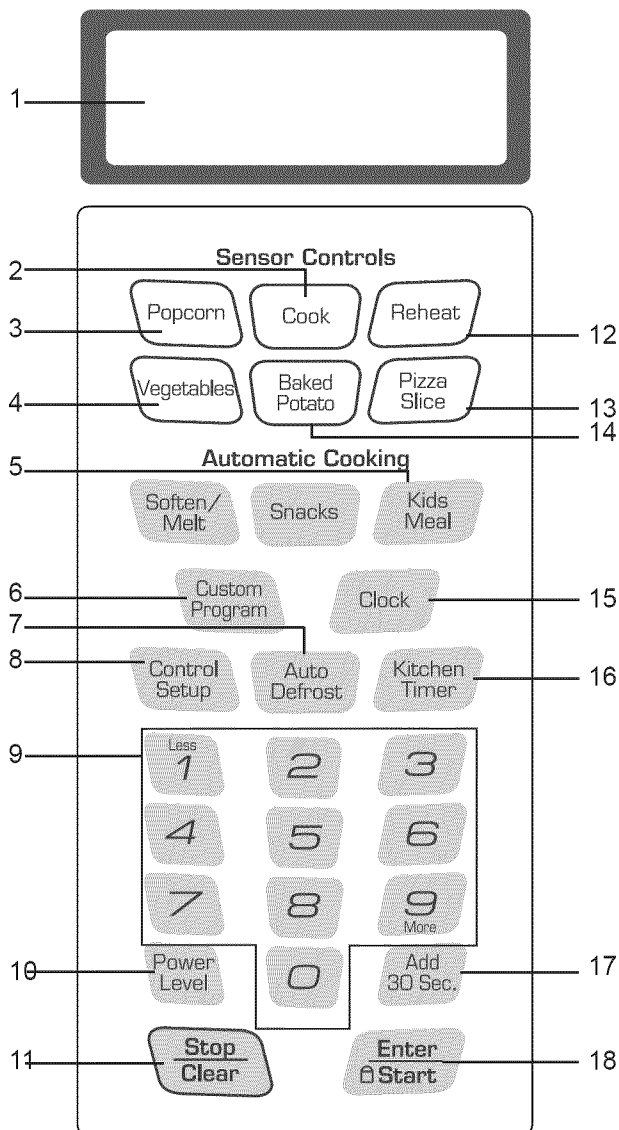 1
Sensor Controls
2
Popcorn
Cook
Reheat
3
12
Vegetables
Baked
Potato
Pizza
Slice
4
13
14
Automatic Cooking
5
Soften/
Melt
Snacks
Kids
Meal
6
Custom
Program
Clock
15
7
8
Control
Setup
Auto
Defrost
Kitchen
Timer
16
9
Less
1
2
3
4
5
6
7
8
9
More
10
Power
Level
0
Add
30 Sec.
17
11
Stop
Clear
Enter
Start
18